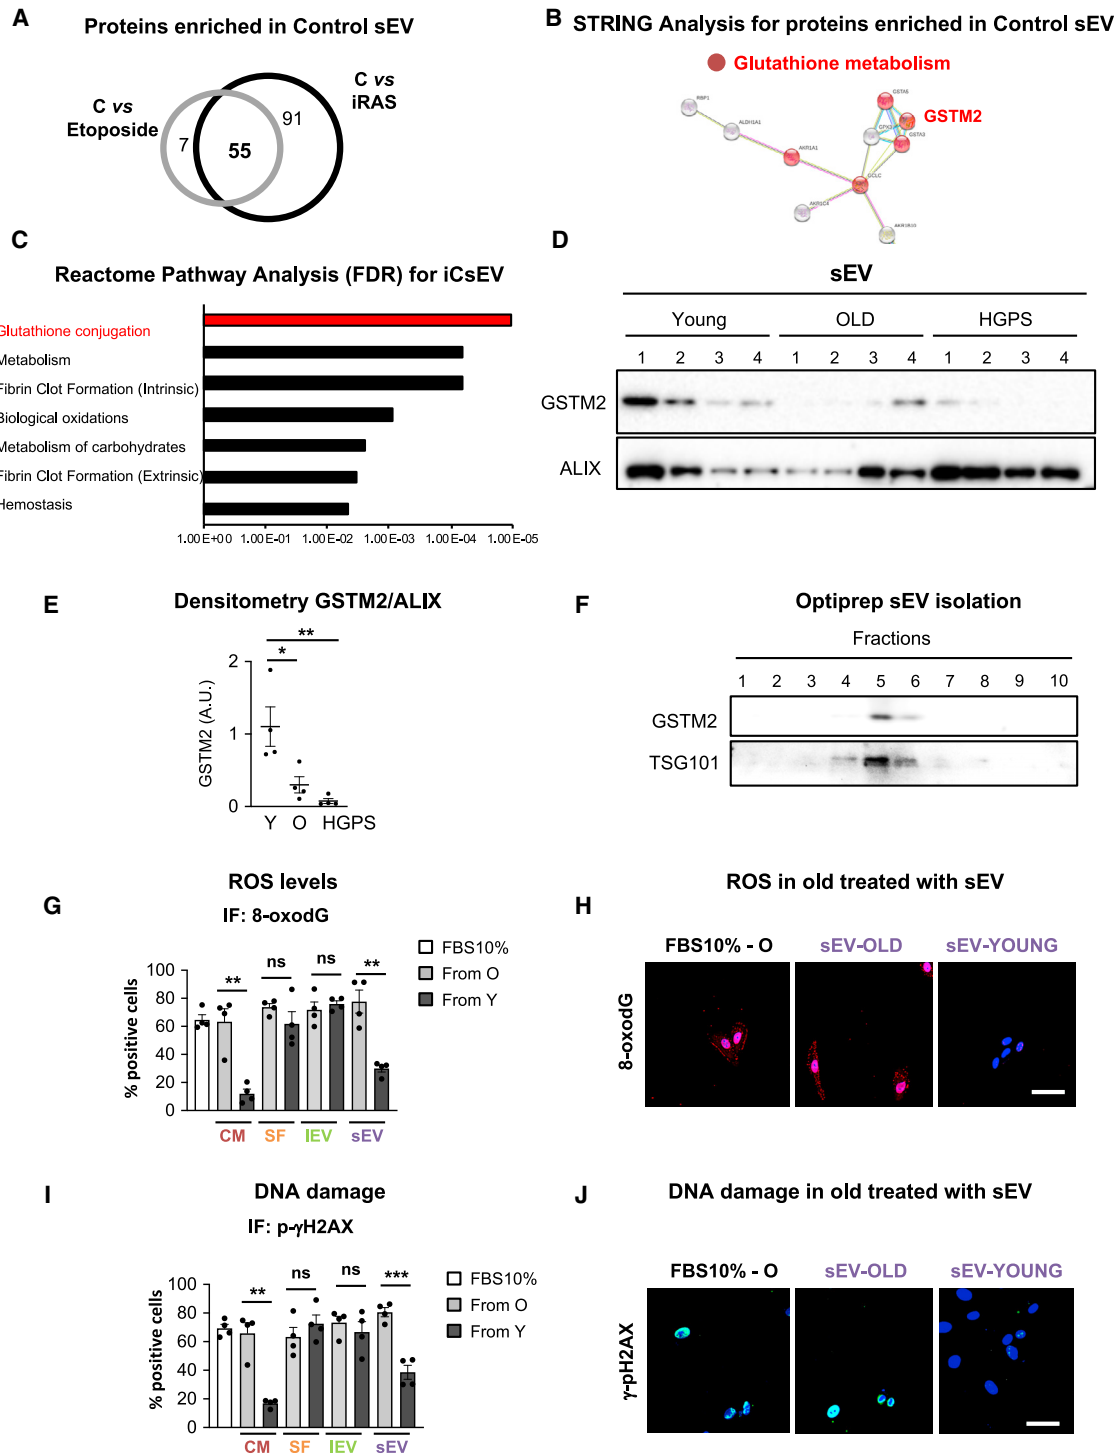 A
Proteins enriched in Control sEV
C vs
Etoposide
C vs
iRAS
7
55
91
B
STRING Analysis for proteins enriched in Control sEV
Glutathione metabolism
RBP1
ALDH1A1
AKR1A1
GCLC
AKR1C4
AKR1B10
GSTM2
C
Reactome Pathway Analysis (FDR) for iCsEV
Glutathione conjugation
Metabolism
Fibrin Clot Formation (Intrinsic)
Biological oxidations
Metabolism of carbohydrates
Fibrin Clot Formation (Extrinsic)
Hemostasis
1.00E+00 1.00E-01 1.00E-02 1.00E-03 1.00E-04 1.00E-05
D
sEV
Young OLD HGPS
1 2 3 4 1 2 3 4 1 2 3 4
GSTM2
ALIX
E
Densitometry GSTM2/ALIX
**
*
GSTM2 (A.U.)
2
1
0
Y O HGPS
F
Optiprep sEV isolation
Fractions
1 2 3 4 5 6 7 8 9 10
GSTM2
TSG101
G
ROS levels
IF: 8-oxodG
FBS10%
From O
From Y
** ns ns **
% positive cells
100
80
60
40
20
0
CM SF lEV sEV
H
ROS in old treated with sEV
FBS10% - O sEV-OLD sEV-YOUNG
8-oxodG
I
DNA damage
IF: p-γH2AX
FBS10%
From O
From Y
** ns ns ***
% positive cells
100
80
60
40
20
0
CM SF lEV sEV
J
DNA damage in old treated with sEV
FBS10% - O sEV-OLD sEV-YOUNG
γ-pH2AX